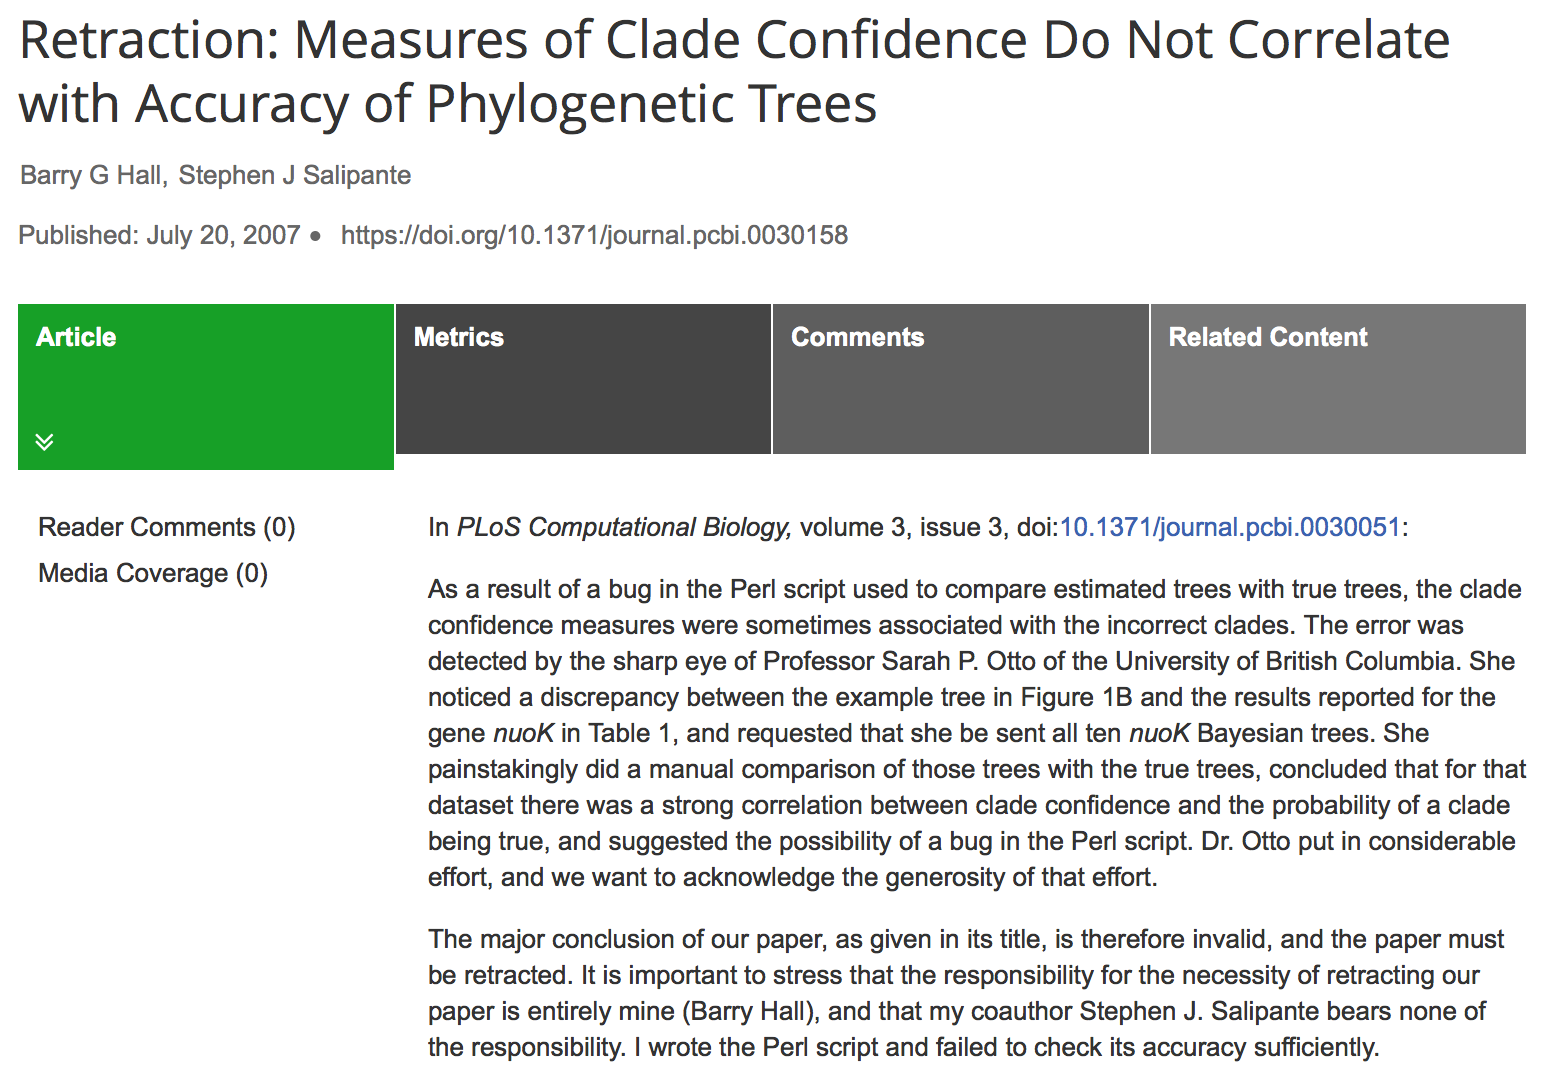 Retraction: Measures of Clade Confidence Do Not Correlate
with Accuracy of Phylogenetic Trees
Barry G Hall, Stephen J Salipante
Published: July 20, 2007 • https://doi.org/10.1371/journal.pcbi.0030158
Article
Metrics
Comments
Related Content
Reader Comments (0)
Media Coverage (0)
In PLoS Computational Biology, volume 3, issue 3, doi:10.1371/journal.pcbi.0030051:
As a result of a bug in the Perl script used to compare estimated trees with true trees, the clade
confidence measures were sometimes associated with the incorrect clades. The error was
detected by the sharp eye of Professor Sarah P. Otto of the University of British Columbia. She
noticed a discrepancy between the example tree in Figure 1B and the results reported for the
gene nuoK in Table 1, and requested that she be sent all ten nuoK Bayesian trees. She
painstakingly did a manual comparison of those trees with the true trees, concluded that for that
dataset there was a strong correlation between clade confidence and the probability of a clade
being true, and suggested the possibility of a bug in the Perl script. Dr. Otto put in considerable
effort, and we want to acknowledge the generosity of that effort.
The major conclusion of our paper, as given in its title, is therefore invalid, and the paper must
be retracted. It is important to stress that the responsibility for the necessity of retracting our
paper is entirely mine (Barry Hall), and that my coauthor Stephen J. Salipante bears none of
the responsibility. I wrote the Perl script and failed to check its accuracy sufficiently.